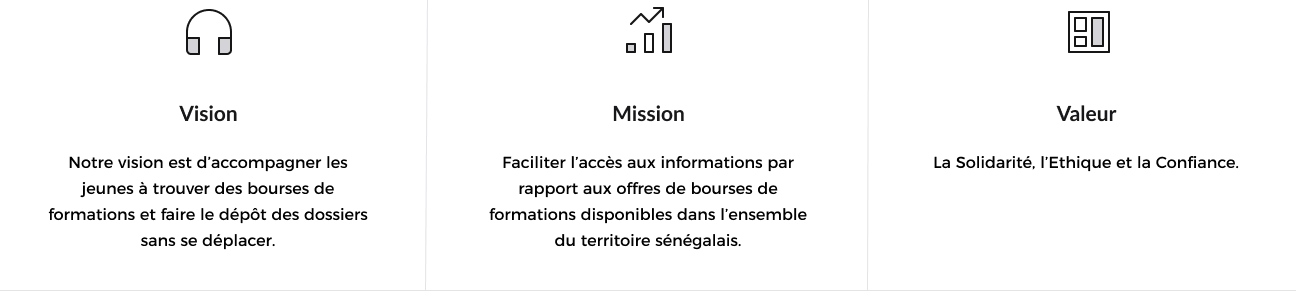 Vision
Notre vision est d’accompagner les
jeunes à trouver des bourses de
formations et faire le dépôt des dossiers
sans se déplacer.
Mission
Faciliter l’accès aux informations par
rapport aux offres de bourses de
formations disponibles dans l’ensemble
du territoire sénégalais.
Valeur
La Solidarité, l’Ethique et la Confiance.